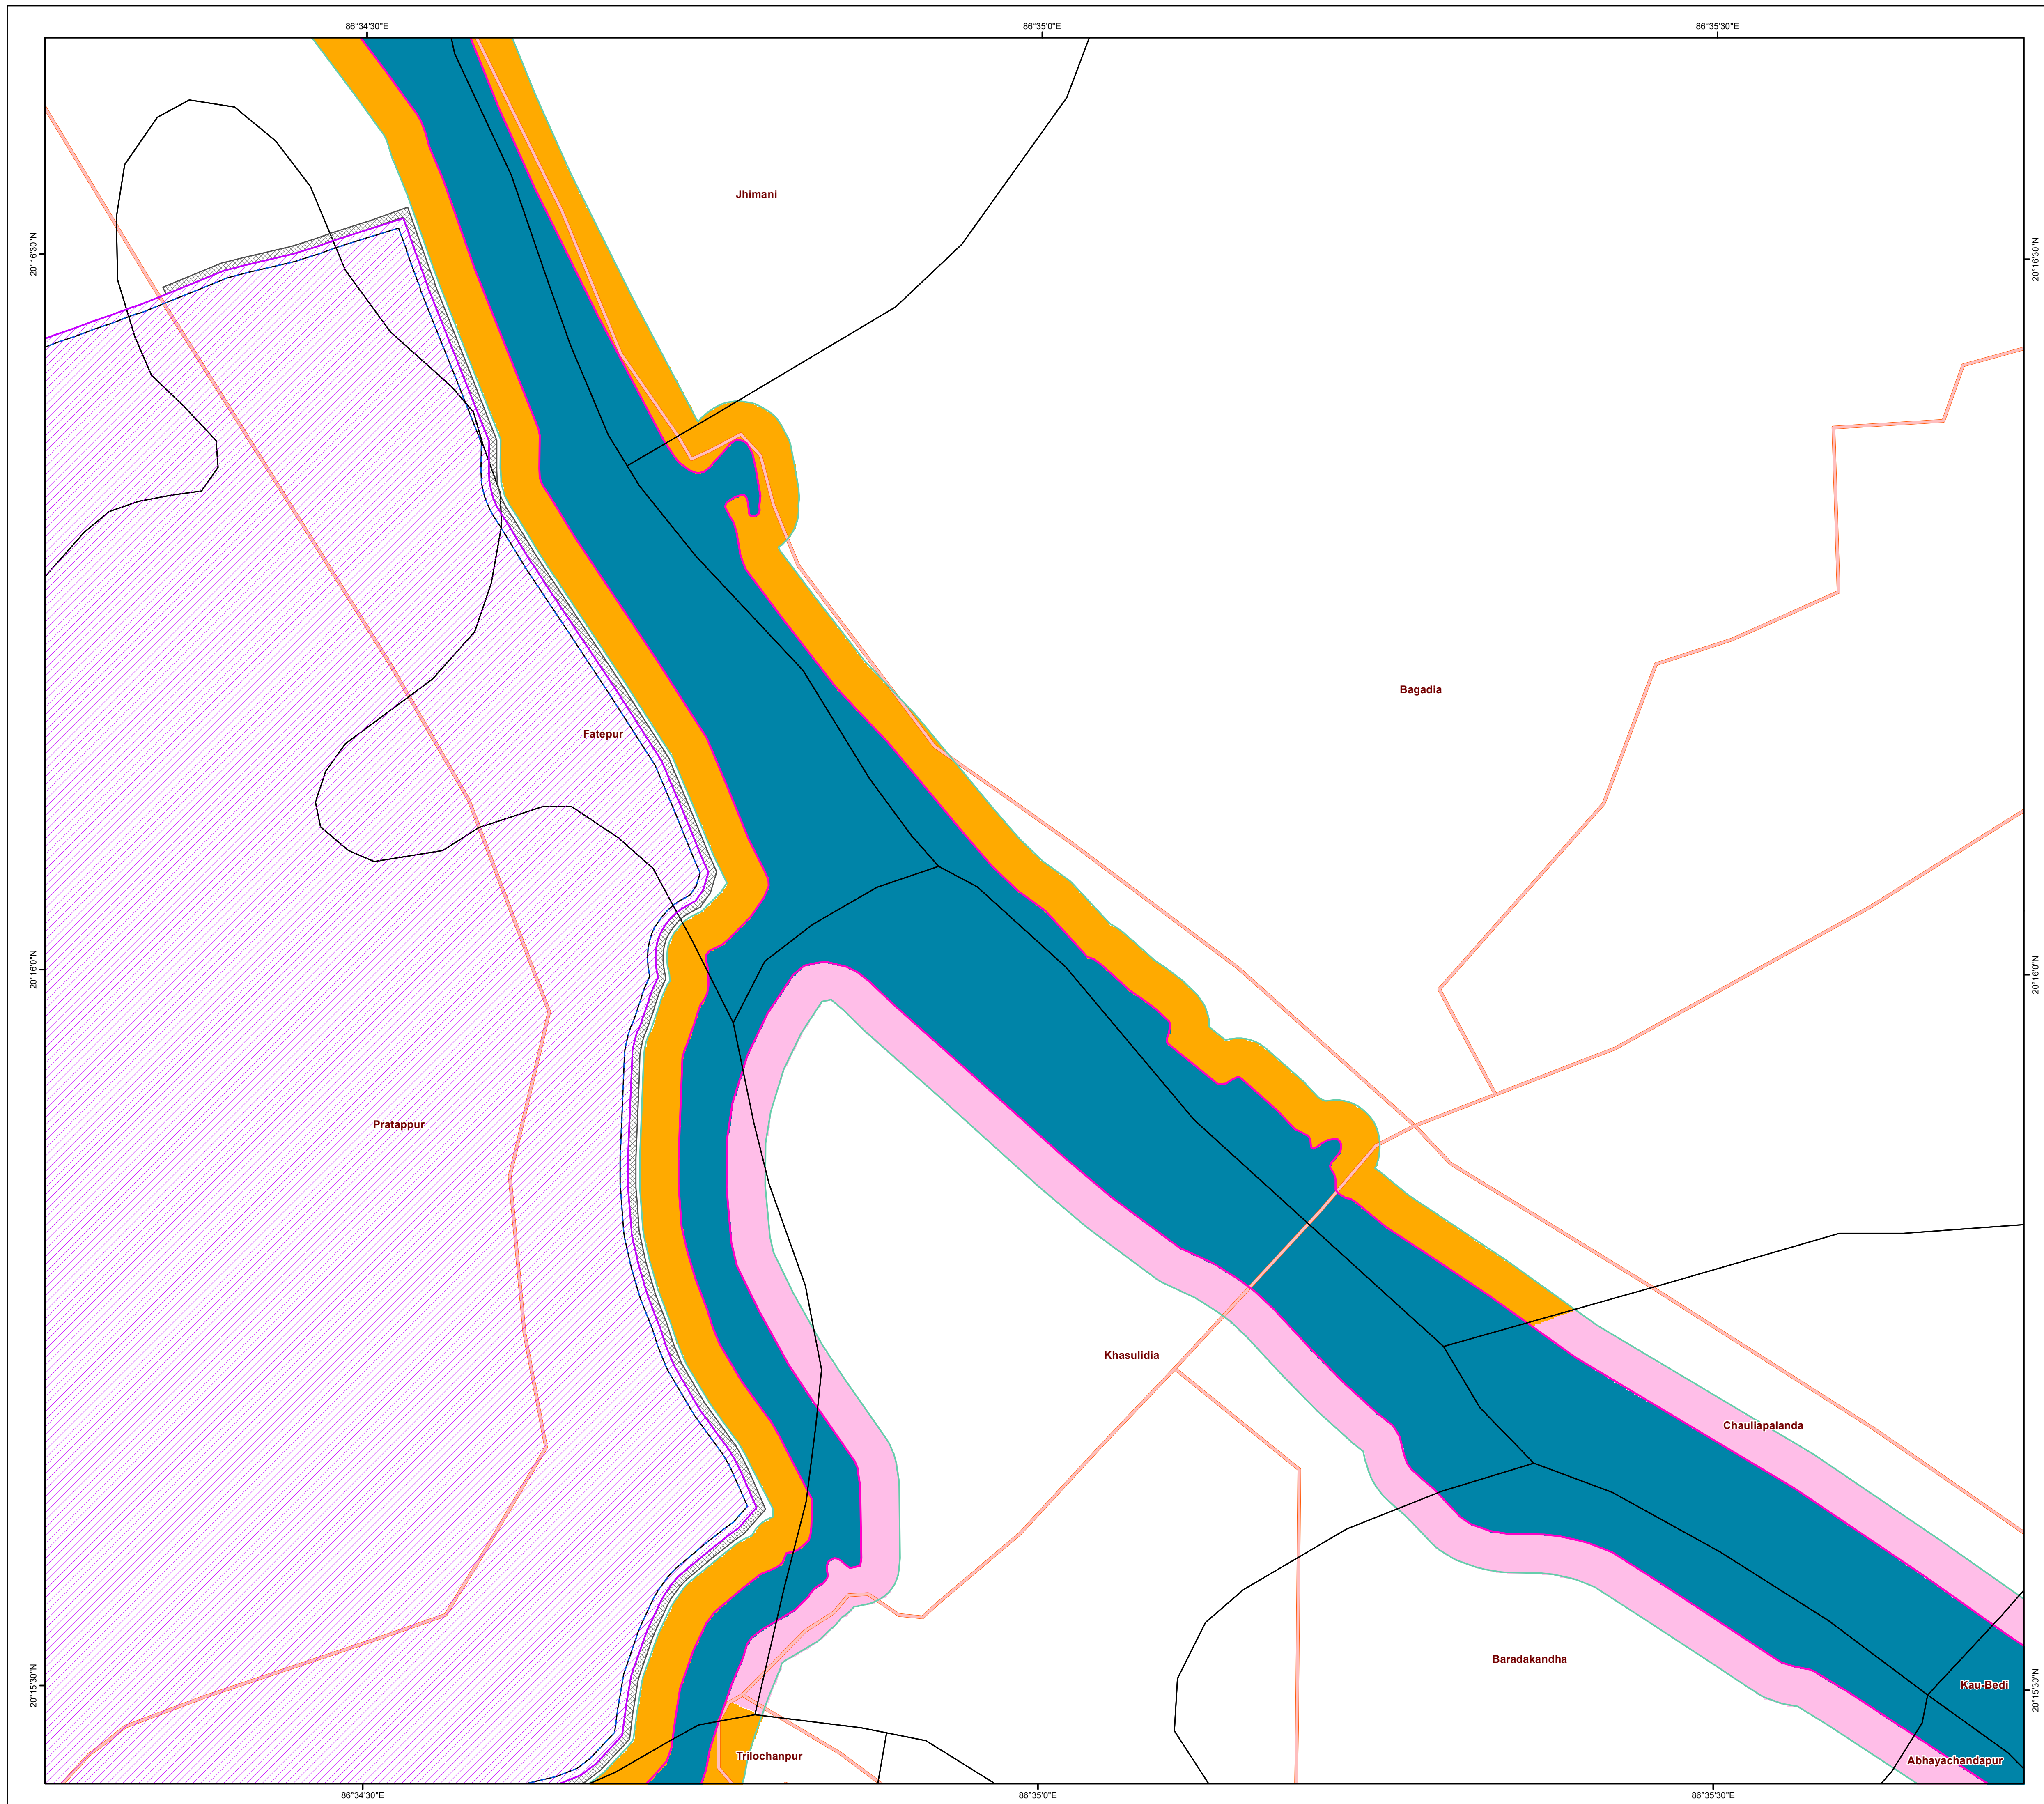 86°34'30"E
86°35'0"E
86°35'30"E
Jhimani
20°16'30"N
20°16'30"N
Bagadia
Fatepur
20°16'0"N
20°16'0"N
Pratappur
Khasulidia
Chauliapalanda
Baradakandha
20°15'30"N
20°15'30"N
Kau-Bedi
Trilochanpur
Abhayachandapur
86°34'30"E
86°35'0"E
86°35'30"E